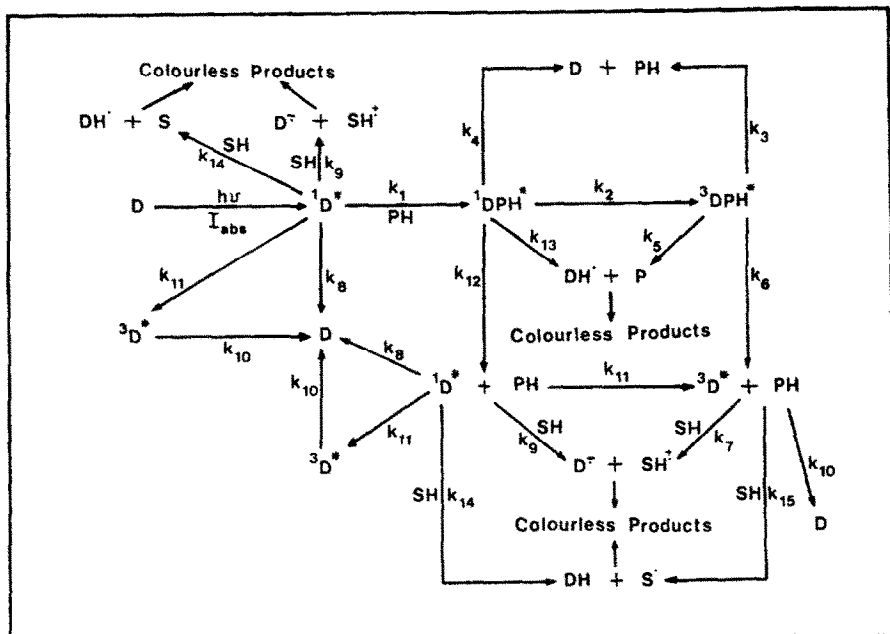 Colourless Products
D + PH
DH· + S
D⁻· + SH⁺·
k₄
k₃
SH
k₁₄
SH k₉
D
hν
I abs
¹D*
k₁
PH
¹DPH*
k₂
³DPH*
k₁₃
k₅
k₁₁
k₈
k₁₂
DH· + P
k₆
³D*
k₁₀
D
Colourless Products
k₈
k₁₀
¹D* + PH
k₁₁
³D* + PH
k₁₁
³D*
SH
k₉
SH
k₇
k₁₀
D⁻· + SH⁺·
SH k₁₄
SH k₁₅
D
Colourless Products
DH + S·